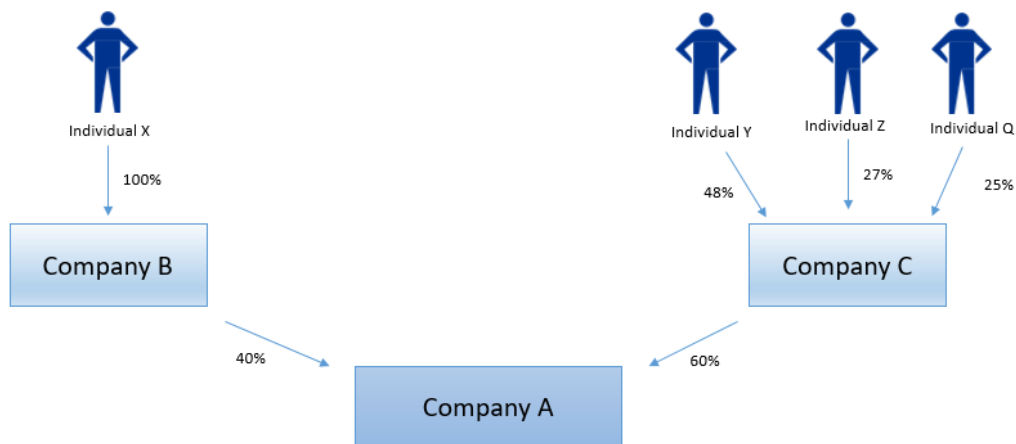 Individual X
Individual Y
Individual Z
Individual Q
100%
48%
27%
25%
Company B
Company C
40%
60%
Company A